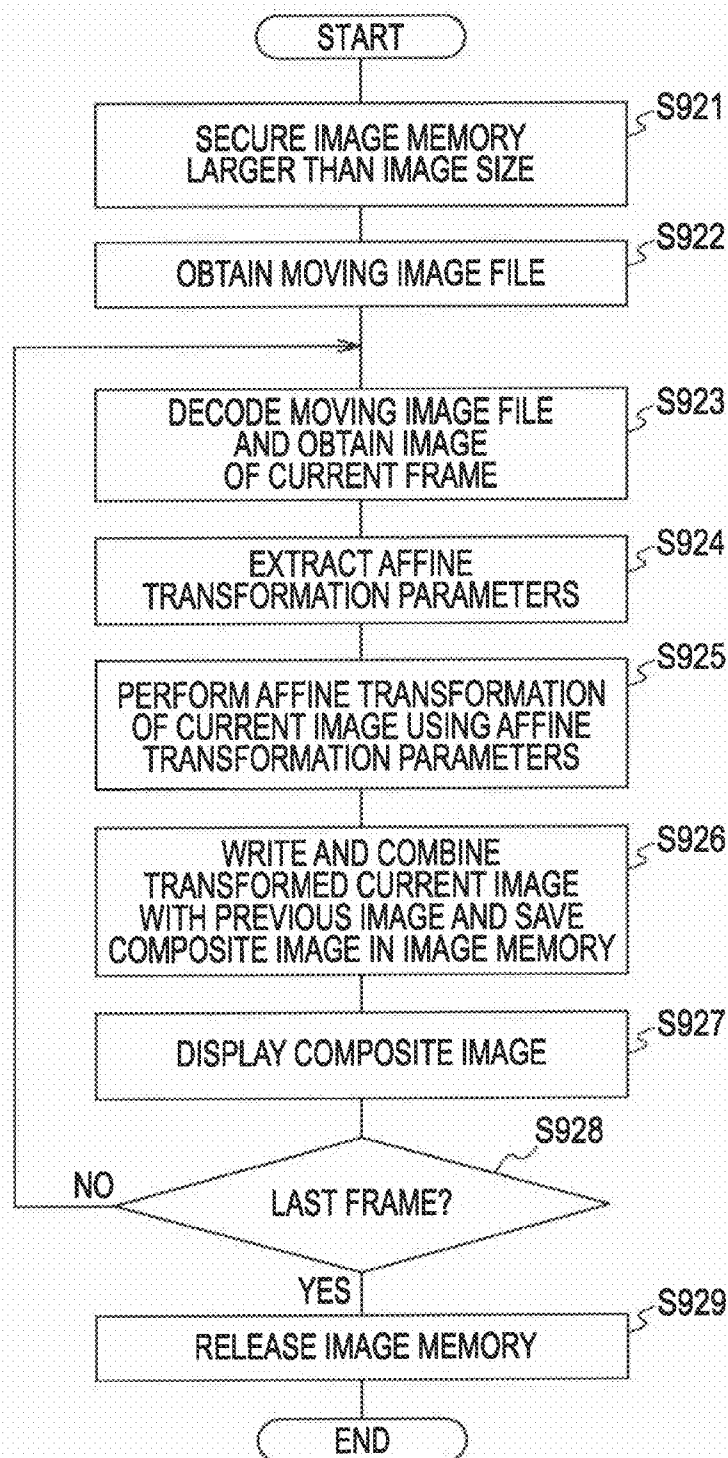 START
S921
SECURE IMAGE MEMORY
LARGER THAN IMAGE SIZE
S922
OBTAIN MOVING IMAGE FILE
S923
DECODE MOVING IMAGE FILE
AND OBTAIN IMAGE
OF CURRENT FRAME
S924
EXTRACT AFFINE
TRANSFORMATION PARAMETERS
S925
PERFORM AFFINE TRANSFORMATION
OF CURRENT IMAGE USING AFFINE
TRANSFORMATION PARAMETERS
S926
WRITE AND COMBINE
TRANSFORMED CURRENT IMAGE
WITH PREVIOUS IMAGE AND SAVE
COMPOSITE IMAGE IN IMAGE MEMORY
S927
DISPLAY COMPOSITE IMAGE
S928
NO
LAST FRAME?
YES
S929
RELEASE IMAGE MEMORY
END